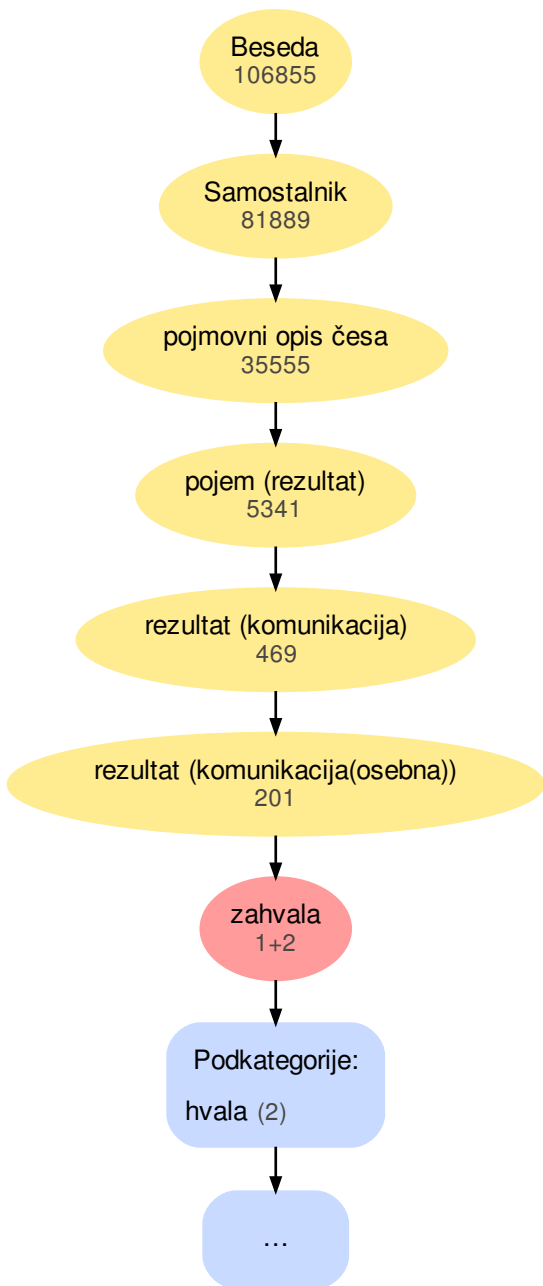 Beseda
106855
Samostalnik
81889
pojmovni opis česa
35555
pojem (rezultat)
5341
rezultat (komunikacija)
469
rezultat (komunikacija(osebna))
201
zahvala
1+2
Podkategorije:
hvala (2)
...